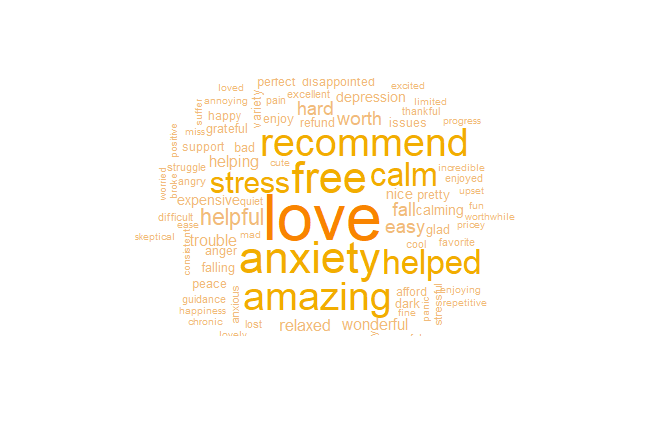 loved
perfect
disappointed
excited
annoying
excellent
suffer
variety
pain
hard
depression
limited
thankful
happy
enjoy
refund
worth
issues
progress
miss
grateful
positive
support
bad
recommend
struggle
helping
cute
free
calm
incredible
enjoyed
worried
broke
angry
stress
nice
pretty
upset
expensive
quiet
love
fall
calming
fun
worthwhile
difficult
ease
helpful
easy
glad
pricey
skeptical
trouble
mad
cool
favorite
consistent
anger
anxiety
helped
falling
peace
amazing
afford
enjoying
guidance
anxious
dark
panic
stressful
repetitive
happiness
fine
chronic
lost
relaxed
wonderful
lovely